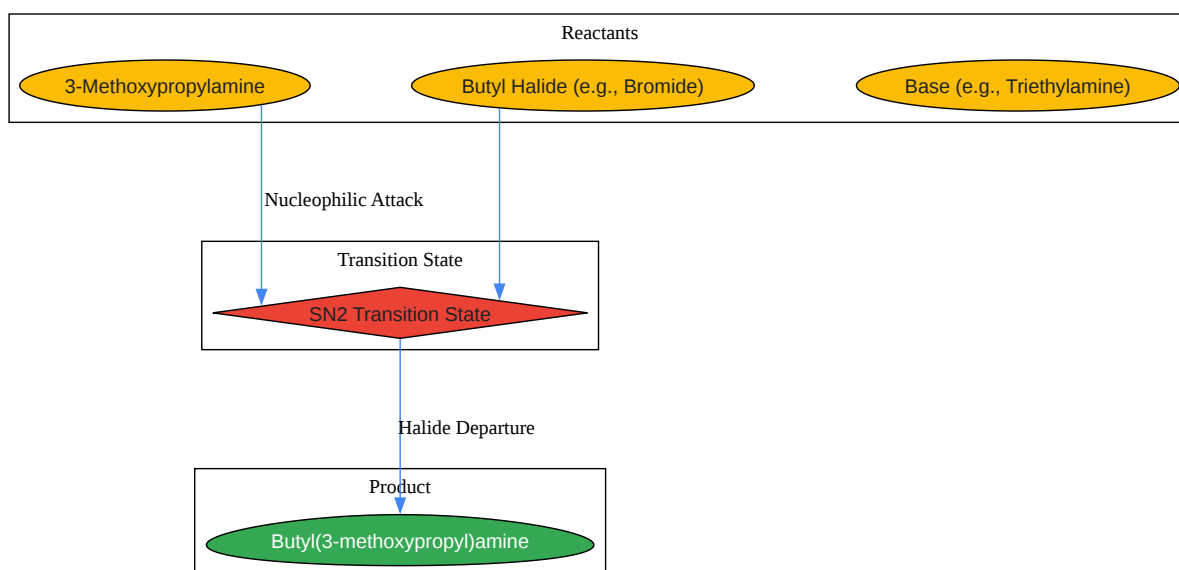 Reactants
3-Methoxypropylamine
Butyl Halide (e.g., Bromide)
Base (e.g., Triethylamine)
Nucleophilic Attack
Transition State
SN2 Transition State
Halide Departure
Product
Butyl(3-methoxypropyl)amine